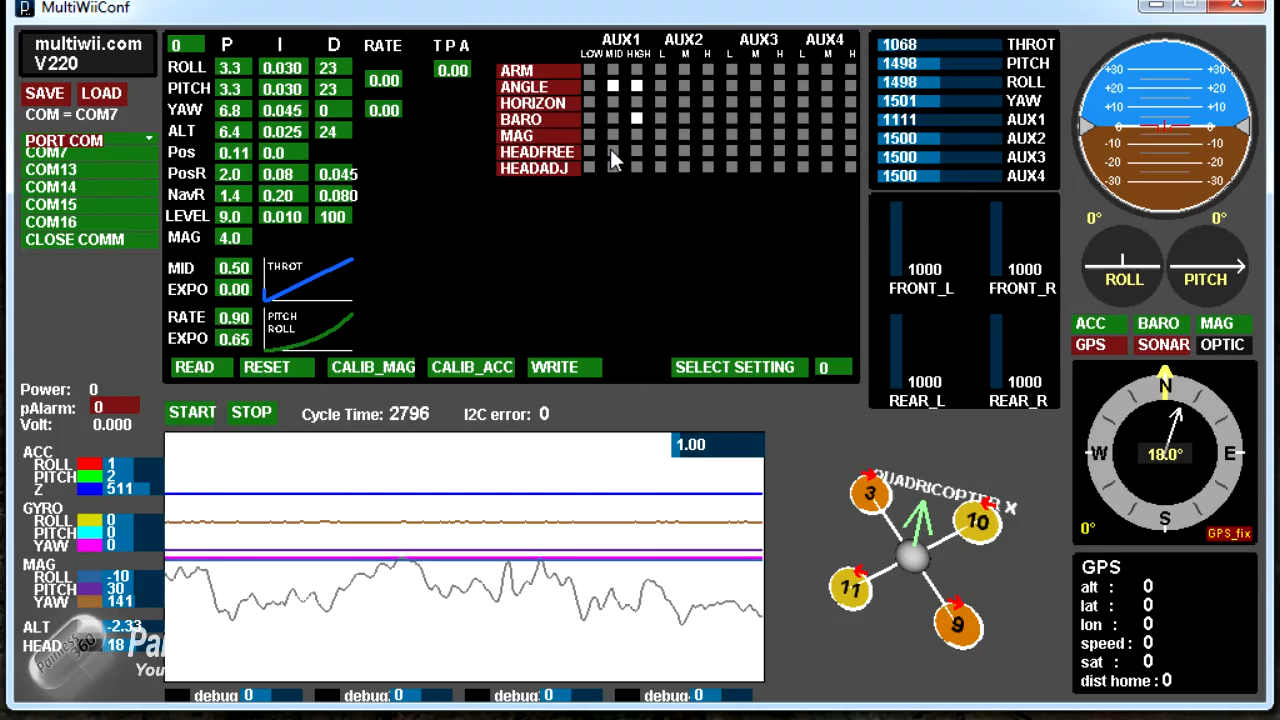 MultiWiiConf
multiwii.com
V220
SAVE LOAD
COM = COM7
PORT COM
COM7
COM13
COM14
COM15
COM16
CLOSE COMM
0 P I D RATE T P A
ROLL 3.3 0.030 23
PITCH 3.3 0.030 23
0.00 0.00
YAW 6.8 0.045 0 0.00
ALT 6.4 0.025 24
Pos 0.11 0.0
PosR 2.0 0.08 0.045
NavR 1.4 0.20 0.080
LEVEL 9.0 0.010 100
MAG 4.0
MID 0.50
EXPO 0.00
THROT
RATE 0.90
EXPO 0.65
PITCH
ROLL
AUX1 AUX2 AUX3 AUX4
LOW MID HIGH L M H L M H L M H
ARM
ANGLE
HORIZON
BARO
MAG
HEADFREE
HEADADJ
READ RESET CALIB_MAG CALIB_ACC WRITE SELECT SETTING 0
1068 THROT
1498 PITCH
1498 ROLL
1501 YAW
1111 AUX1
1500 AUX2
1500 AUX3
1500 AUX4
1000 1000
FRONT_L FRONT_R
1000 1000
REAR_L REAR_R
+30 +30
+20 +20
+10 +10
0 0
-10 -10
-20 -20
-30 -30
0° 0°
ROLL PITCH
ACC BARO MAG
GPS SONAR OPTIC
Power: 0
pAlarm: 0
Volt: 0.000
START STOP Cycle Time: 2796 I2C error: 0
1.00
ACC
ROLL 1
PITCH 2
Z 511
GYRO
ROLL 0
PITCH 0
YAW 0
MAG
ROLL -10
PITCH 30
YAW 141
ALT -2.33
HEAD 18
Painless
360
debug 0 debug 0 debug 0 debug 0
QUADRICOPTER X
3
10
11
9
N
W 18.0° E
S
0° GPS_fix
GPS
alt : 0
lat : 0
lon : 0
speed : 0
sat : 0
dist home : 0